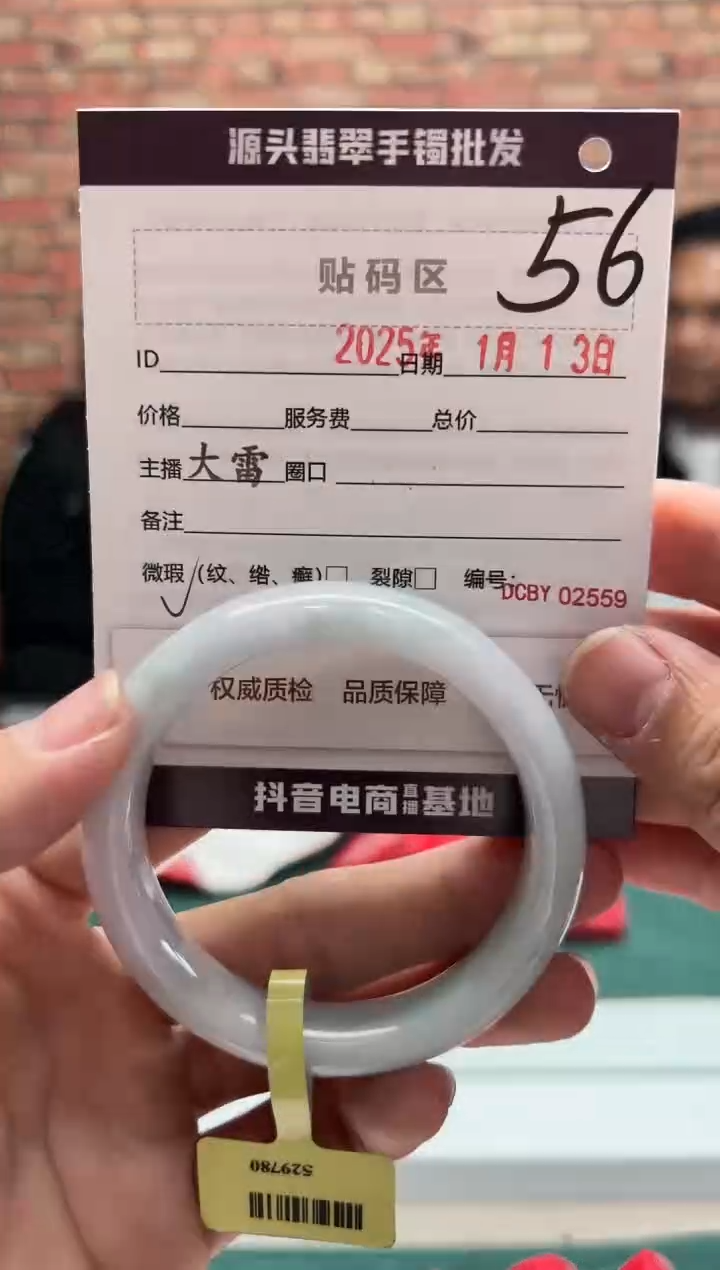 源头翡翠手镯批发
56
贴码区
ID 2025年 日期 1月 1 3日
价格 服务费 总价
主播 大雷 圈口
备注
微瑕✓(纹、绺、癣)□ 裂隙□ 编号: DCBY 02559
权威质检 品质保障
抖音电商直播基地
529780